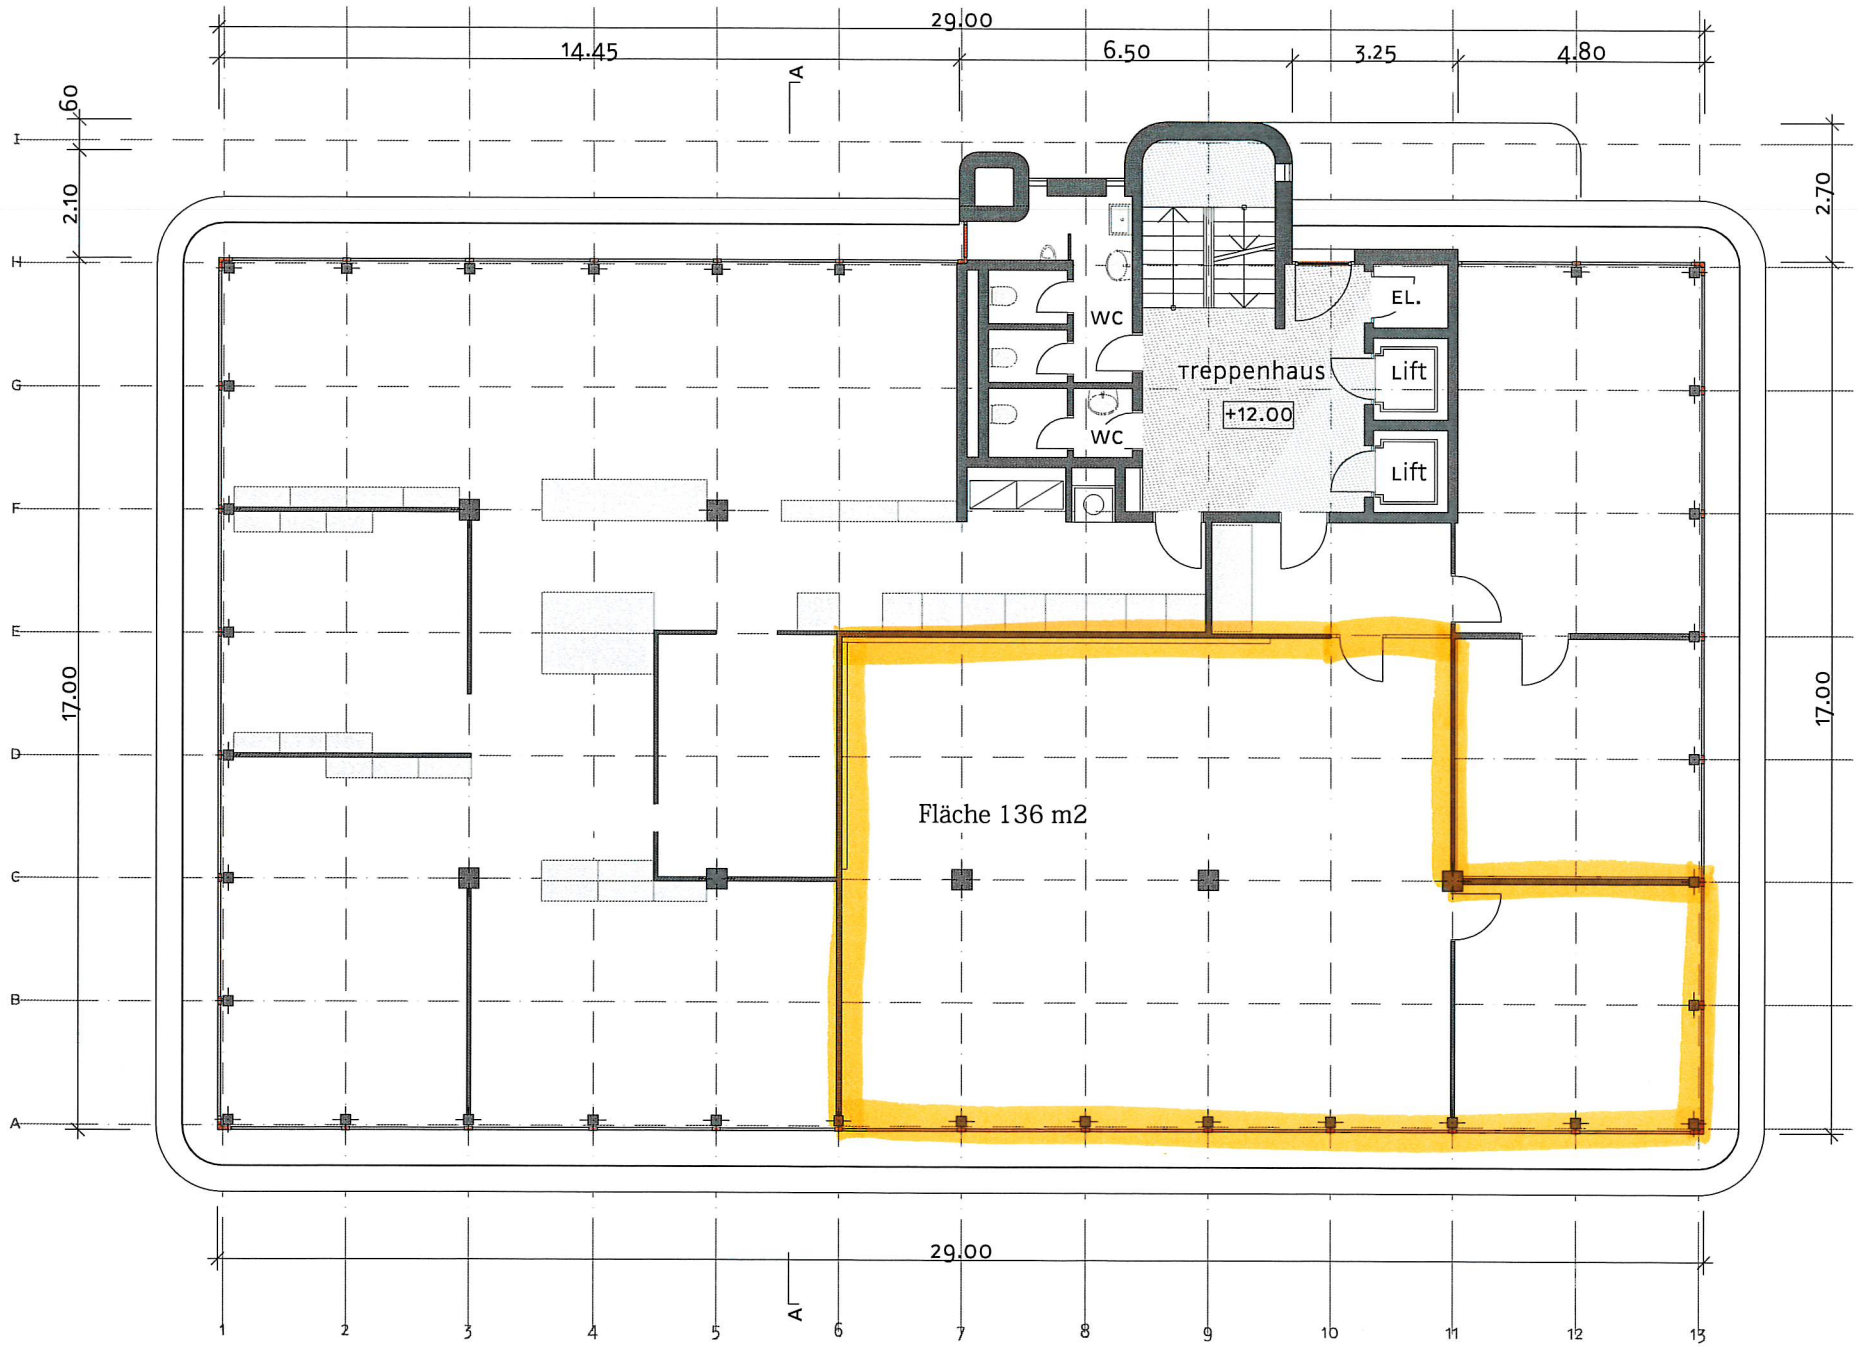 29.00
14.45 6.50 3.25 4.80
A
60
I
2.10 2.70
H
EL.
WC
G
Treppenhaus Lift
+12.00
WC
Lift
F
E
17.00 17.00
D
Fläche 136 m2
C
B
A
29.00
A
1 2 3 4 5 6 7 8 9 10 11 12 13